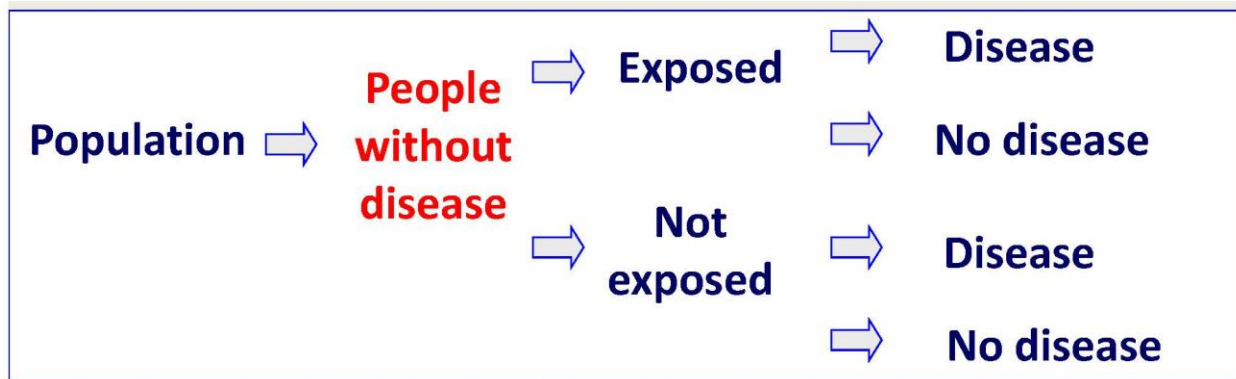 Population
People
without
disease
Exposed
Not
exposed
Disease
No disease
Disease
No disease